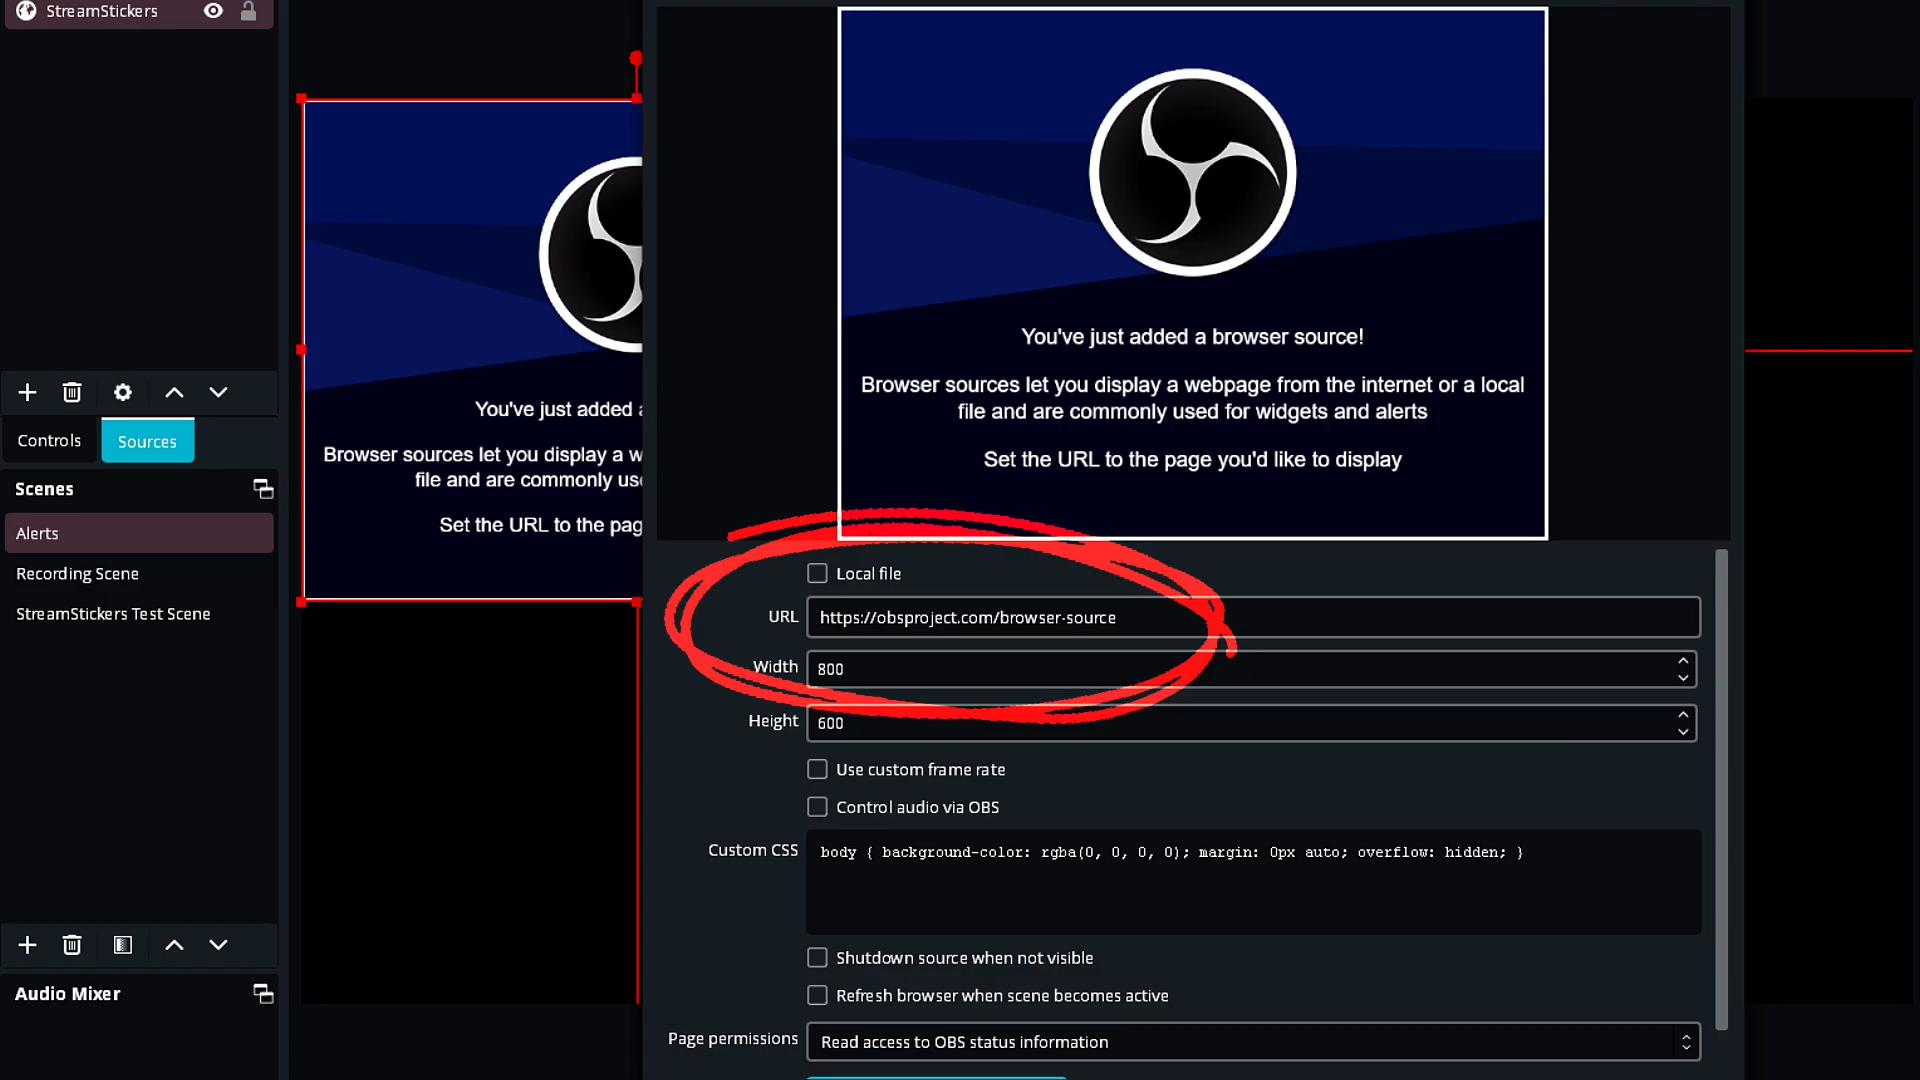 StreamStickers
Controls
Sources
Scenes
Alerts
Recording Scene
StreamStickers Test Scene
Audio Mixer
You've just added a
Browser sources let you display a w
file and are commonly use
Set the URL to the pag
You've just added a browser source!
Browser sources let you display a webpage from the internet or a local
file and are commonly used for widgets and alerts
Set the URL to the page you'd like to display
Local file
URL https://obsproject.com/browser-source
Width 800
Height 600
Use custom frame rate
Control audio via OBS
Custom CSS body { background-color: rgba(0, 0, 0, 0); margin: 0px auto; overflow: hidden; }
Shutdown source when not visible
Refresh browser when scene becomes active
Page permissions Read access to OBS status information